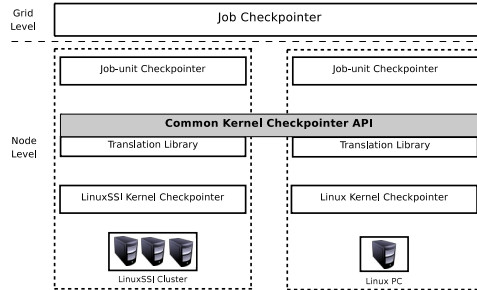 Grid
Level
Job Checkpointer
Job-unit Checkpointer
Job-unit Checkpointer
Common Kernel Checkpointer API
Node
Level
Translation Library
Translation Library
LinuxSSI Kernel Checkpointer
Linux Kernel Checkpointer
LinuxSSI Cluster
Linux PC